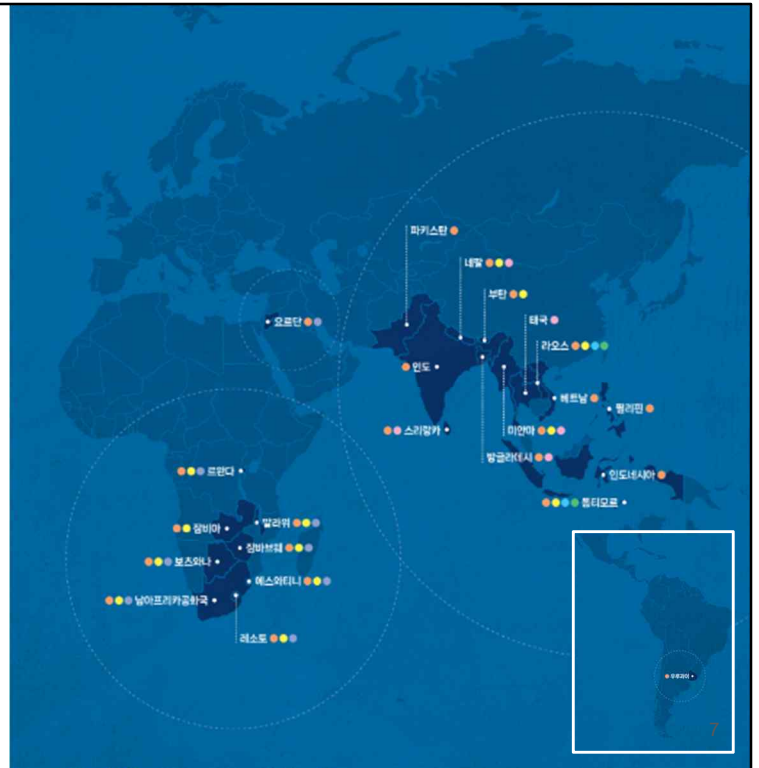 파키스탄
네팔
부탄
태국
요르단
라오스
인도
베트남
필리핀
스리랑카
미얀마
방글라데시
르완다
인도네시아
동티모르
잠비아
말라위
짐바브웨
보츠와나
에스와티니
남아프리카공화국
레소토
우루과이
7